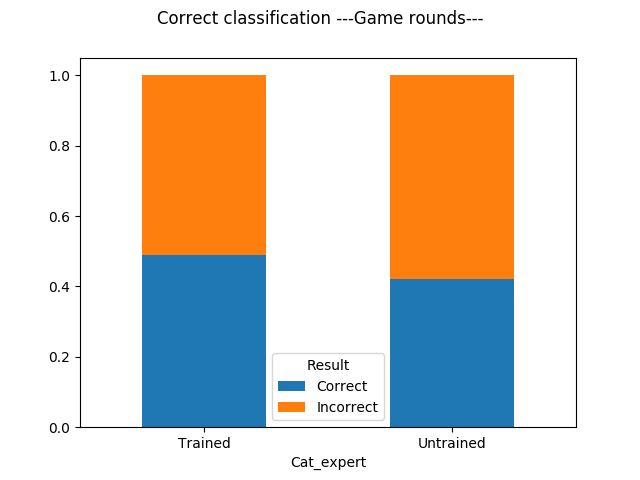 Correct classification ---Game rounds---
1.0
0.8
0.6
0.4
0.2
0.0
Result
Correct
Incorrect
Trained
Untrained
Cat_expert